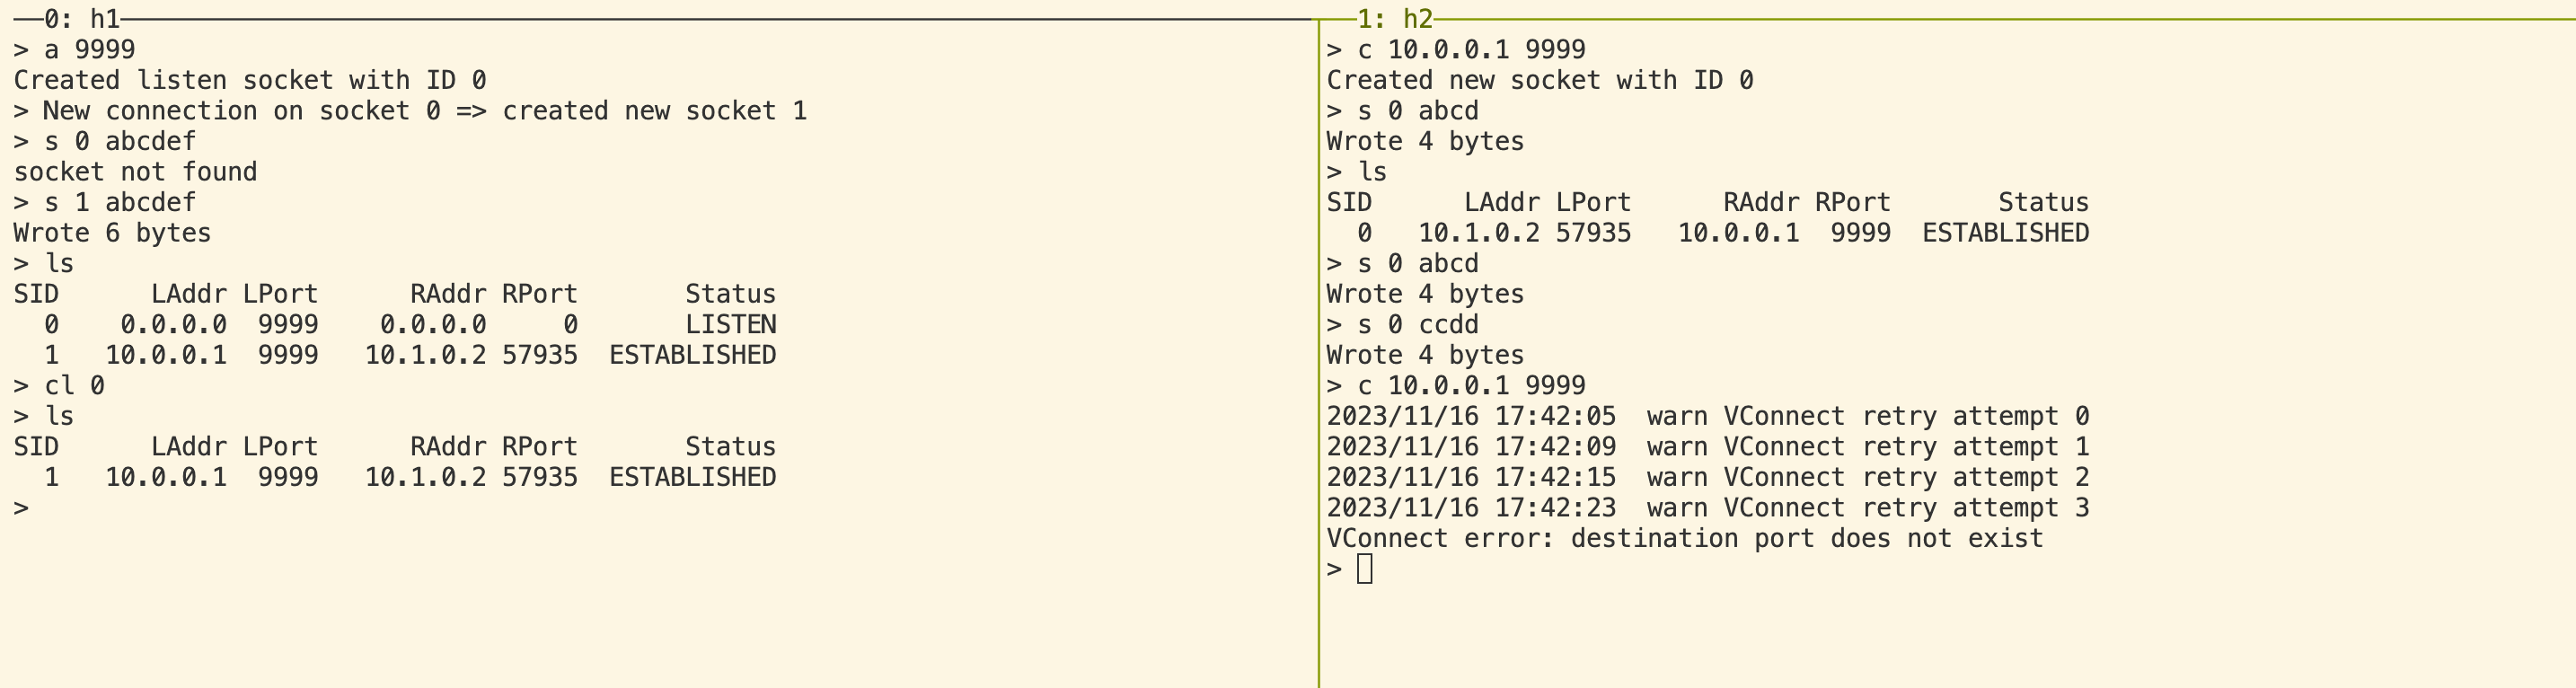 0: h1
> a 9999
Created listen socket with ID 0
> New connection on socket 0 => created new socket 1
> s 0 abcdef
socket not found
> s 1 abcdef
Wrote 6 bytes
> ls
SID      LAddr LPort      RAddr RPort       Status
  0    0.0.0.0  9999    0.0.0.0     0       LISTEN
  1   10.0.0.1  9999   10.1.0.2 57935  ESTABLISHED
> cl 0
> ls
SID      LAddr LPort      RAddr RPort       Status
  1   10.0.0.1  9999   10.1.0.2 57935  ESTABLISHED
>
1: h2
> c 10.0.0.1 9999
Created new socket with ID 0
> s 0 abcd
Wrote 4 bytes
> ls
SID      LAddr LPort      RAddr RPort       Status
  0   10.1.0.2 57935   10.0.0.1  9999  ESTABLISHED
> s 0 abcd
Wrote 4 bytes
> s 0 ccdd
Wrote 4 bytes
> c 10.0.0.1 9999
2023/11/16 17:42:05  warn VConnect retry attempt 0
2023/11/16 17:42:09  warn VConnect retry attempt 1
2023/11/16 17:42:15  warn VConnect retry attempt 2
2023/11/16 17:42:23  warn VConnect retry attempt 3
VConnect error: destination port does not exist
>